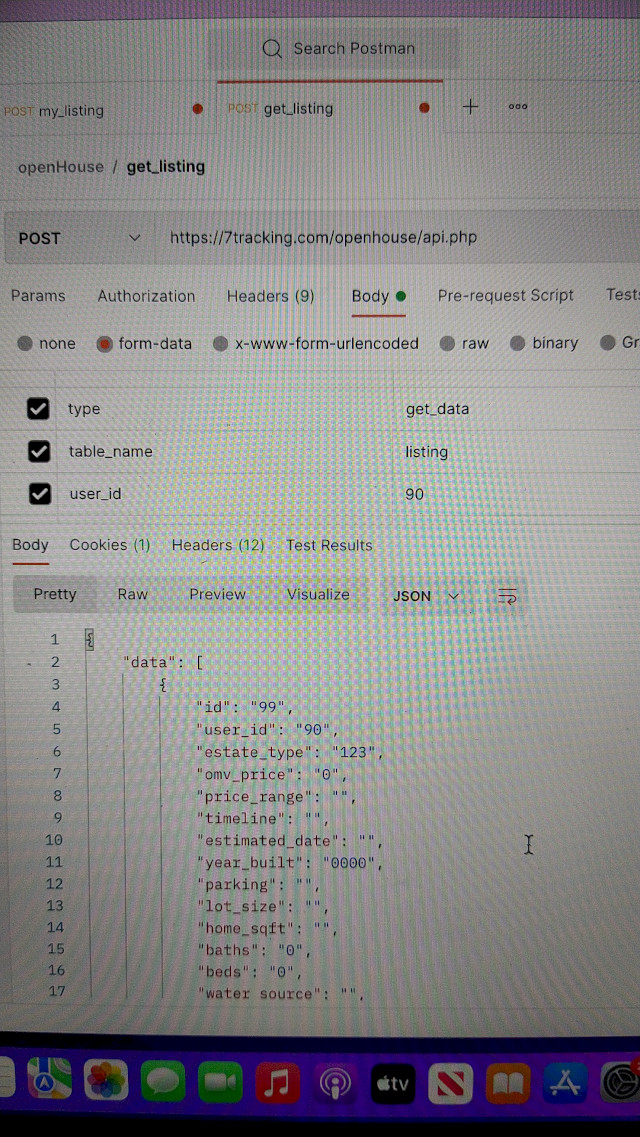 Search Postman
POST my_listing POST get_listing
openHouse / get_listing
POST https://7tracking.com/openhouse/api.php
Params Authorization Headers (9) Body Pre-request Script Tests
none form-data x-www-form-urlencoded raw binary Gr
type get_data
table_name listing
user_id 90
Body Cookies (1) Headers (12) Test Results
Pretty Raw Preview Visualize JSON
1 {
2 "data": [
3 {
4 "id": "99",
5 "user_id": "90",
6 "estate_type": "123",
7 "omv_price": "0",
8 "price_range": "",
9 "timeline": "",
10 "estimated_date": "",
11 "year_built": "0000",
12 "parking": "",
13 "lot_size": "",
14 "home_sqft": "",
15 "baths": "0",
16 "beds": "0",
17 "water source": "",
tv